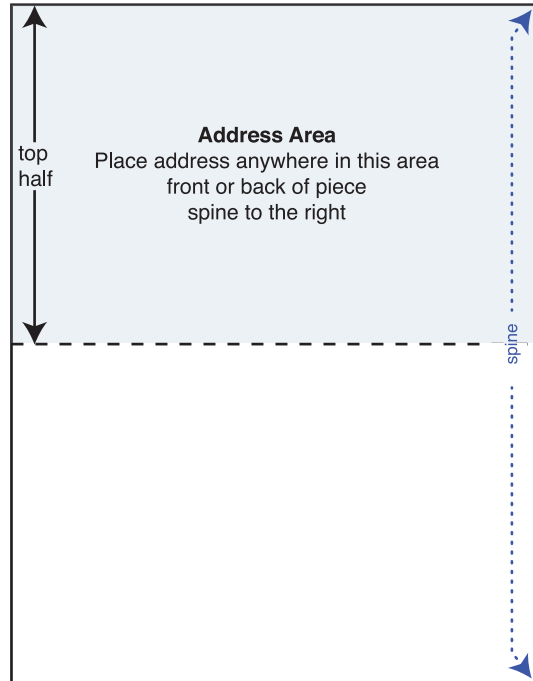 Address Area
Place address anywhere in this area
front or back of piece
spine to the right
top
half
spine